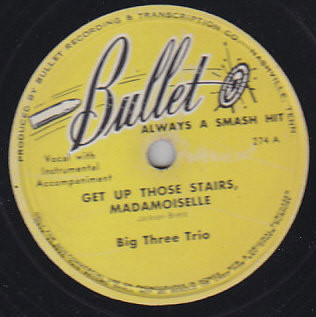 PRODUCED BY BULLET RECORDING & TRANSCRIPTION CO. NASHVILLE, TENN
Bullet
ALWAYS A SMASH HIT
274 A
Vocal with
Instrumental
Accompaniment
GET UP THOSE STAIRS,
MADAMOISELLE
Big Three Trio